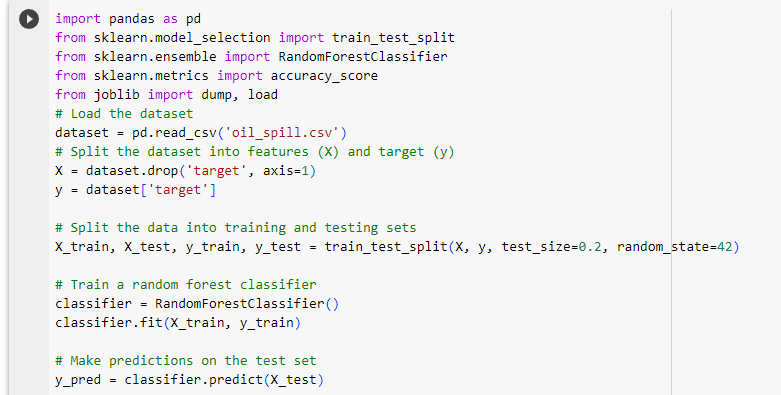 import pandas as pd
from sklearn.model_selection import train_test_split
from sklearn.ensemble import RandomForestClassifier
from sklearn.metrics import accuracy_score
from joblib import dump, load
# Load the dataset
dataset = pd.read_csv('oil_spill.csv')
# Split the dataset into features (X) and target (y)
X = dataset.drop('target', axis=1)
y = dataset['target']
# Split the data into training and testing sets
X_train, X_test, y_train, y_test = train_test_split(X, y, test_size=0.2, random_state=42)
# Train a random forest classifier
classifier = RandomForestClassifier()
classifier.fit(X_train, y_train)
# Make predictions on the test set
y_pred = classifier.predict(X_test)